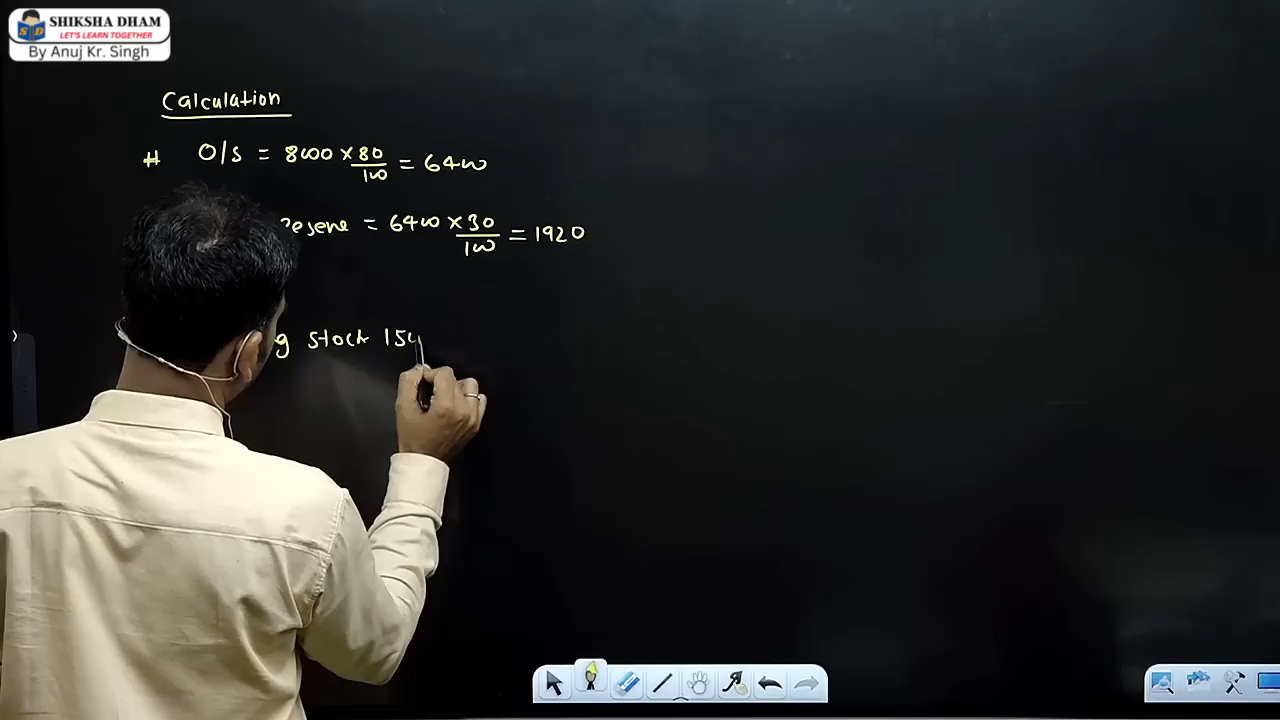 SHIKSHA DHAM
LET'S LEARN TOGETHER
By Anuj Kr. Singh
Calculation
# O/S = 8000 × 80/100 = 6400
= 6400 × 30/100 = 1920
g stock